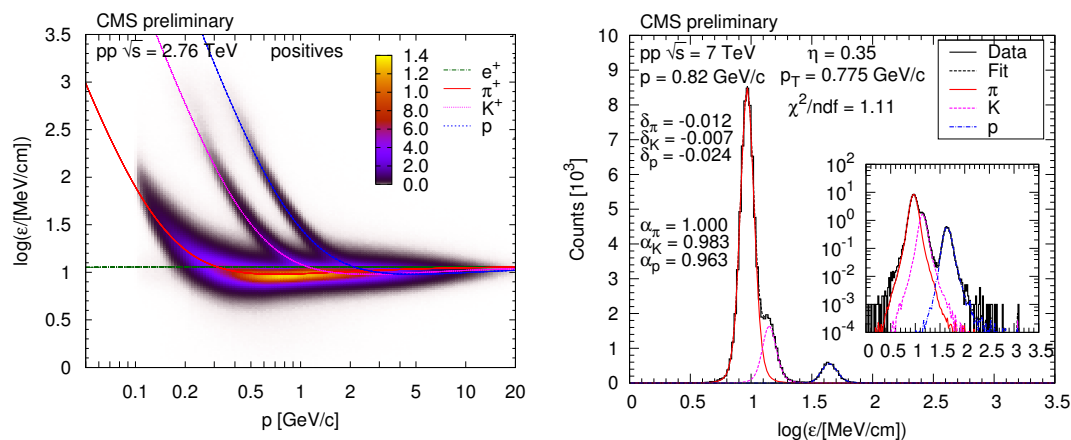 CMS preliminary
pp √s = 2.76 TeV positives
e⁺
π⁺
K⁺
p
1.4
12.0
10.0
8.0
6.0
4.0
2.0
0.0
3.5
3
2.5
2
1.5
1
0.5
0
log(ε/[MeV/cm])
0.1 0.2 0.5 1 2 5 10 20
p [GeV/c]
CMS preliminary
pp √s = 7 TeV η = 0.35
p = 0.82 GeV/c p_T = 0.775 GeV/c
χ²/ndf = 1.11
δ_π = -0.012
δ_K = -0.007
δ_p = -0.024
α_π = 1.000
α_K = 0.983
α_p = 0.963
Data
Fit
π
K
p
10
9
8
7
6
5
4
3
2
1
0
Counts [10³]
0 0.5 1 1.5 2 2.5 3 3.5
log(ε/[MeV/cm])
10²
10¹
10⁰
10⁻¹
10⁻²
10⁻³
10⁻⁴
0 0.5 1 1.5 2 2.5 3 3.5